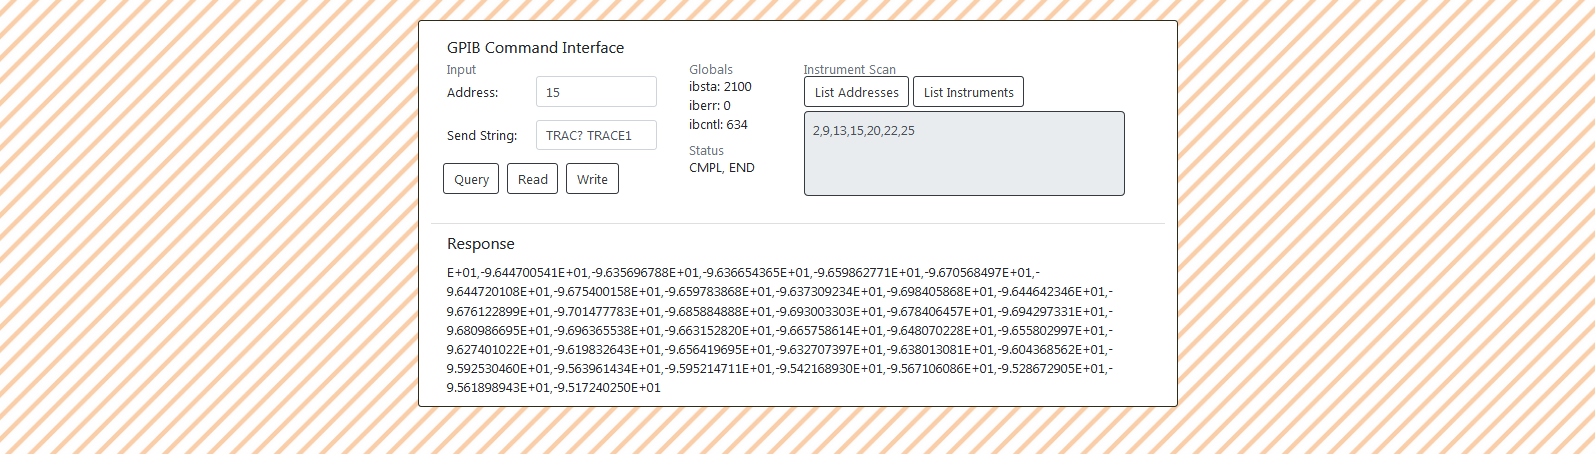 GPIB Command Interface
Input
Address:
15
Send String:
TRAC? TRACE1
Query
Read
Write
Globals
ibsta: 2100
iberr: 0
ibcntl: 634
Status
CMPL, END
Instrument Scan
List Addresses
List Instruments
2,9,13,15,20,22,25
Response
E+01,-9.644700541E+01,-9.635696788E+01,-9.636654365E+01,-9.659862771E+01,-9.670568497E+01,-
9.644720108E+01,-9.675400158E+01,-9.659783868E+01,-9.637309234E+01,-9.698405868E+01,-9.644642346E+01,-
9.676122899E+01,-9.701477783E+01,-9.685884888E+01,-9.693003303E+01,-9.678406457E+01,-9.694297331E+01,-
9.680986695E+01,-9.696365538E+01,-9.663152820E+01,-9.665758614E+01,-9.648070228E+01,-9.655802997E+01,-
9.627401022E+01,-9.619832643E+01,-9.656419695E+01,-9.632707397E+01,-9.638013081E+01,-9.604368562E+01,-
9.592530460E+01,-9.563961434E+01,-9.595214711E+01,-9.542168930E+01,-9.567106086E+01,-9.528672905E+01,-
9.561898943E+01,-9.517240250E+01